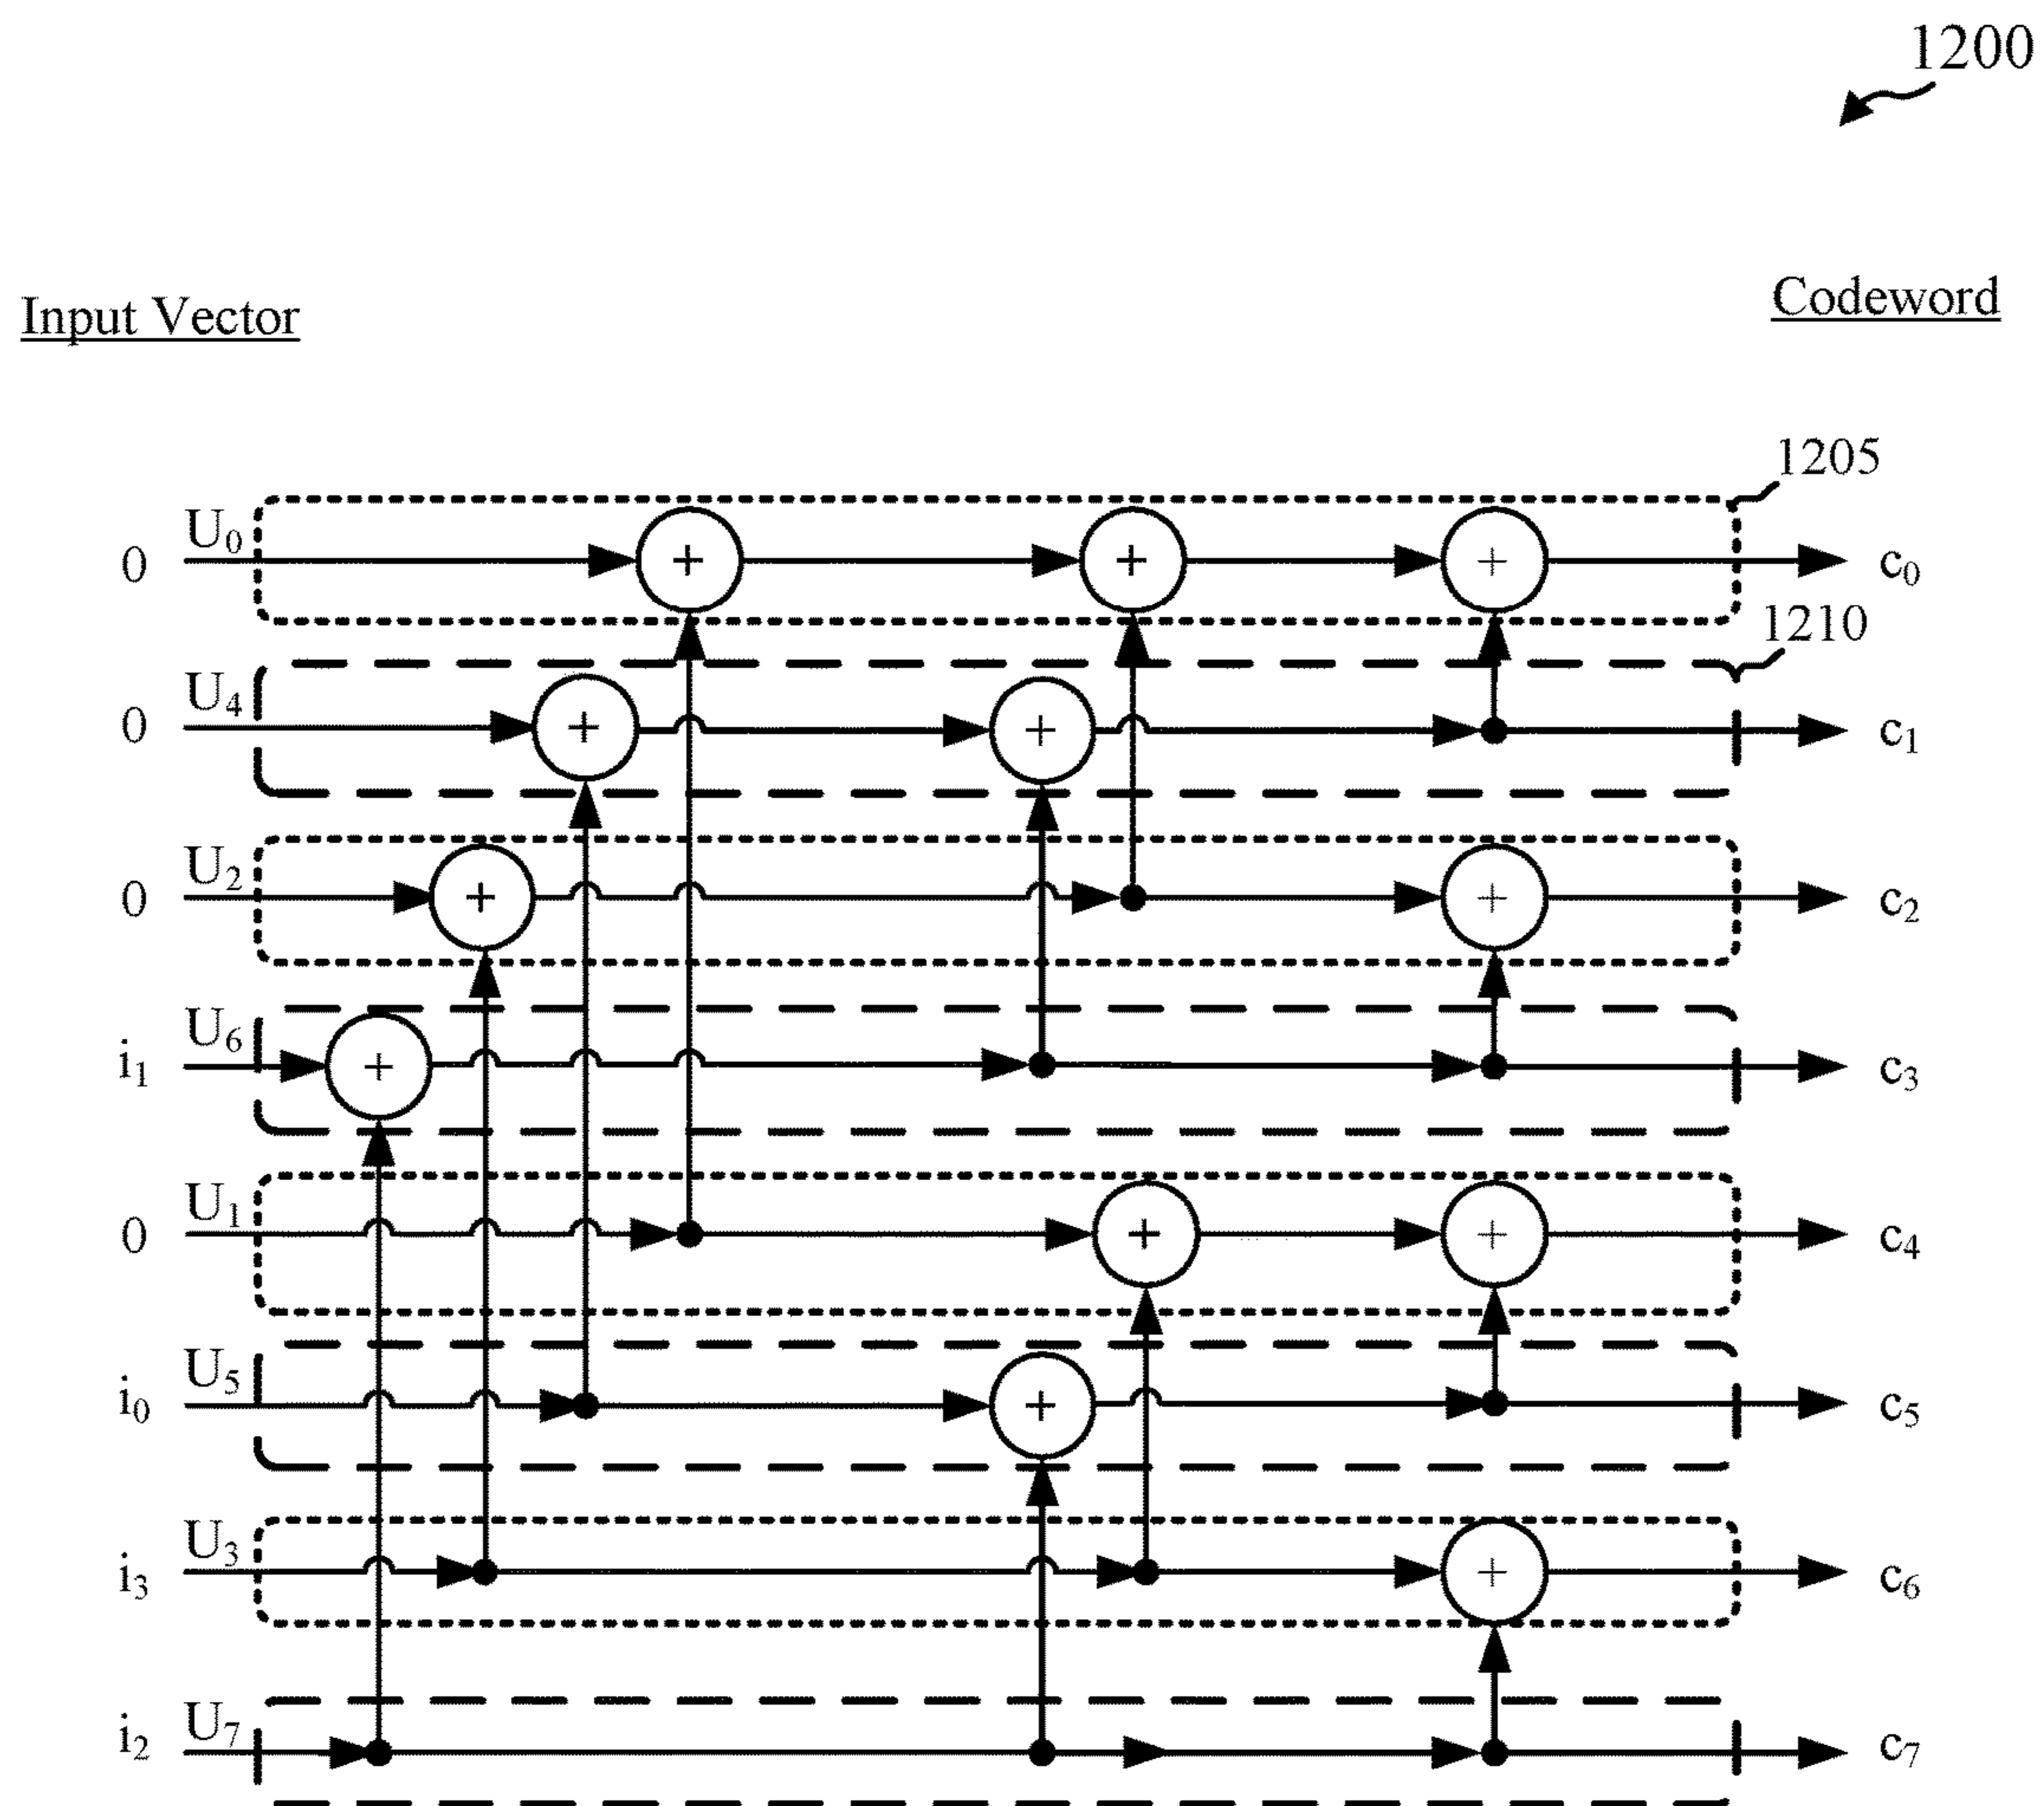 1200
Input Vector
Codeword
1205
0 U₀ + + + c₀
1210
0 U₄ + + c₁
0 U₂ + + c₂
i₁ U₆ + c₃
0 U₁ + + c₄
i₀ U₅ + c₅
i₃ U₃ + c₆
i₂ U₇ c₇